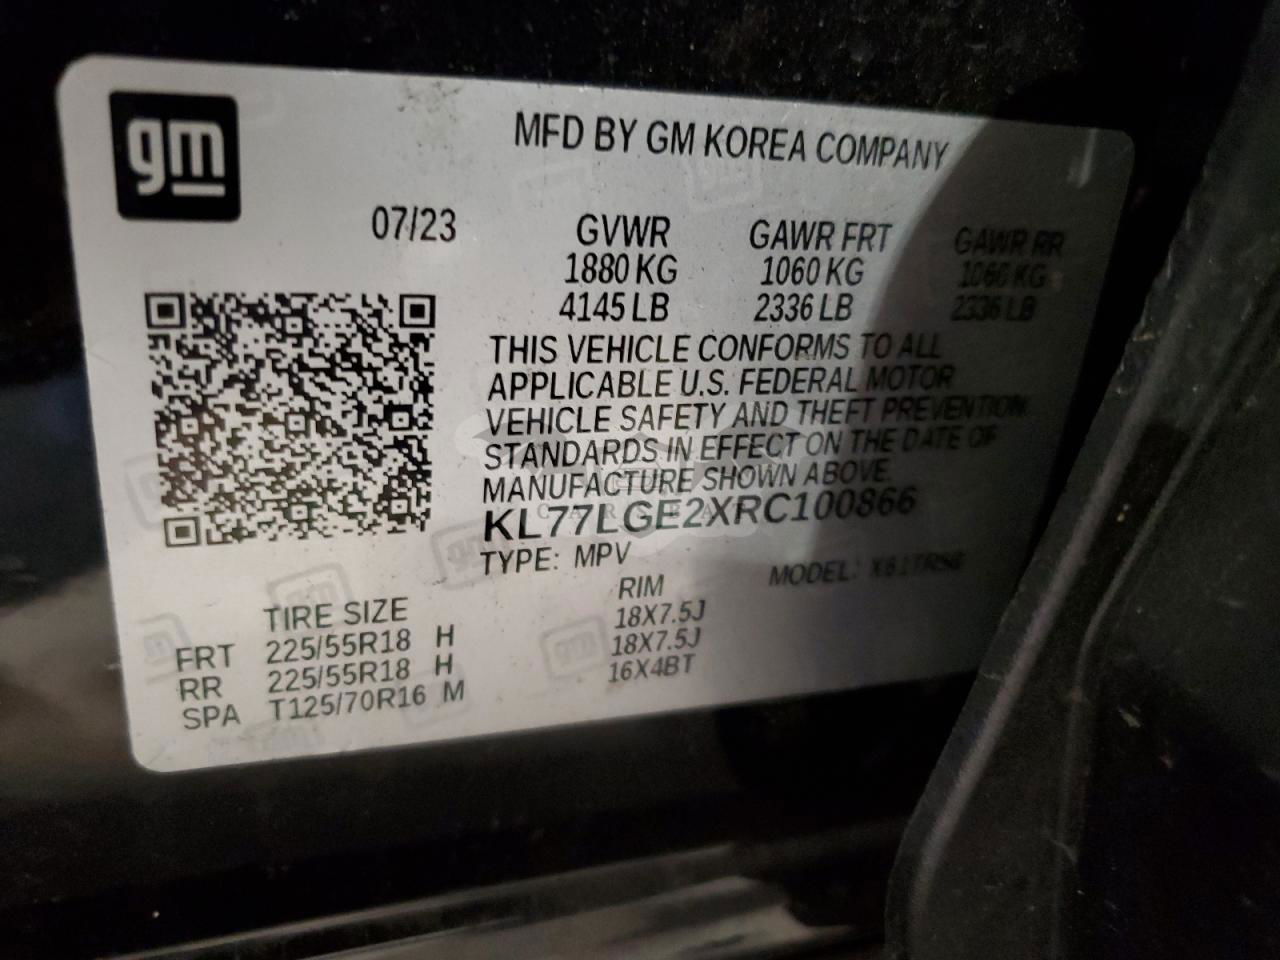 gm
MFD BY GM KOREA COMPANY
07/23 GVWR GAWR FRT GAWR RR
1880 KG 1060 KG 1060 KG
4145 LB 2336 LB 2336 LB
THIS VEHICLE CONFORMS TO ALL
APPLICABLE U.S. FEDERAL MOTOR
VEHICLE SAFETY AND THEFT PREVENTION
STANDARDS IN EFFECT ON THE DATE OF
MANUFACTURE SHOWN ABOVE.
KL77LGE2XRC100866
TYPE: MPV MODEL:
TIRE SIZE RIM
FRT 225/55R18 H 18X7.5J
RR 225/55R18 H 18X7.5J
SPA T125/70R16 M 16X4BT